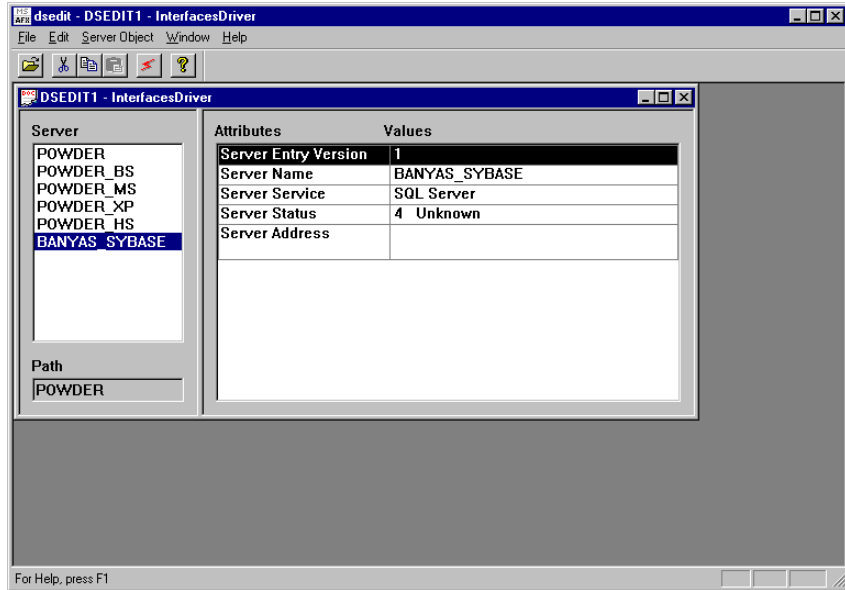 MS AFX dsedit - DSEDIT1 - InterfacesDriver
File Edit Server Object Window Help
DSEDIT1 - InterfacesDriver
Server
POWDER
POWDER_BS
POWDER_MS
POWDER_XP
POWDER_HS
BANYAS_SYBASE
Path
POWDER
Attributes Values
Server Entry Version 1
Server Name BANYAS_SYBASE
Server Service SQL Server
Server Status 4 Unknown
Server Address
For Help, press F1